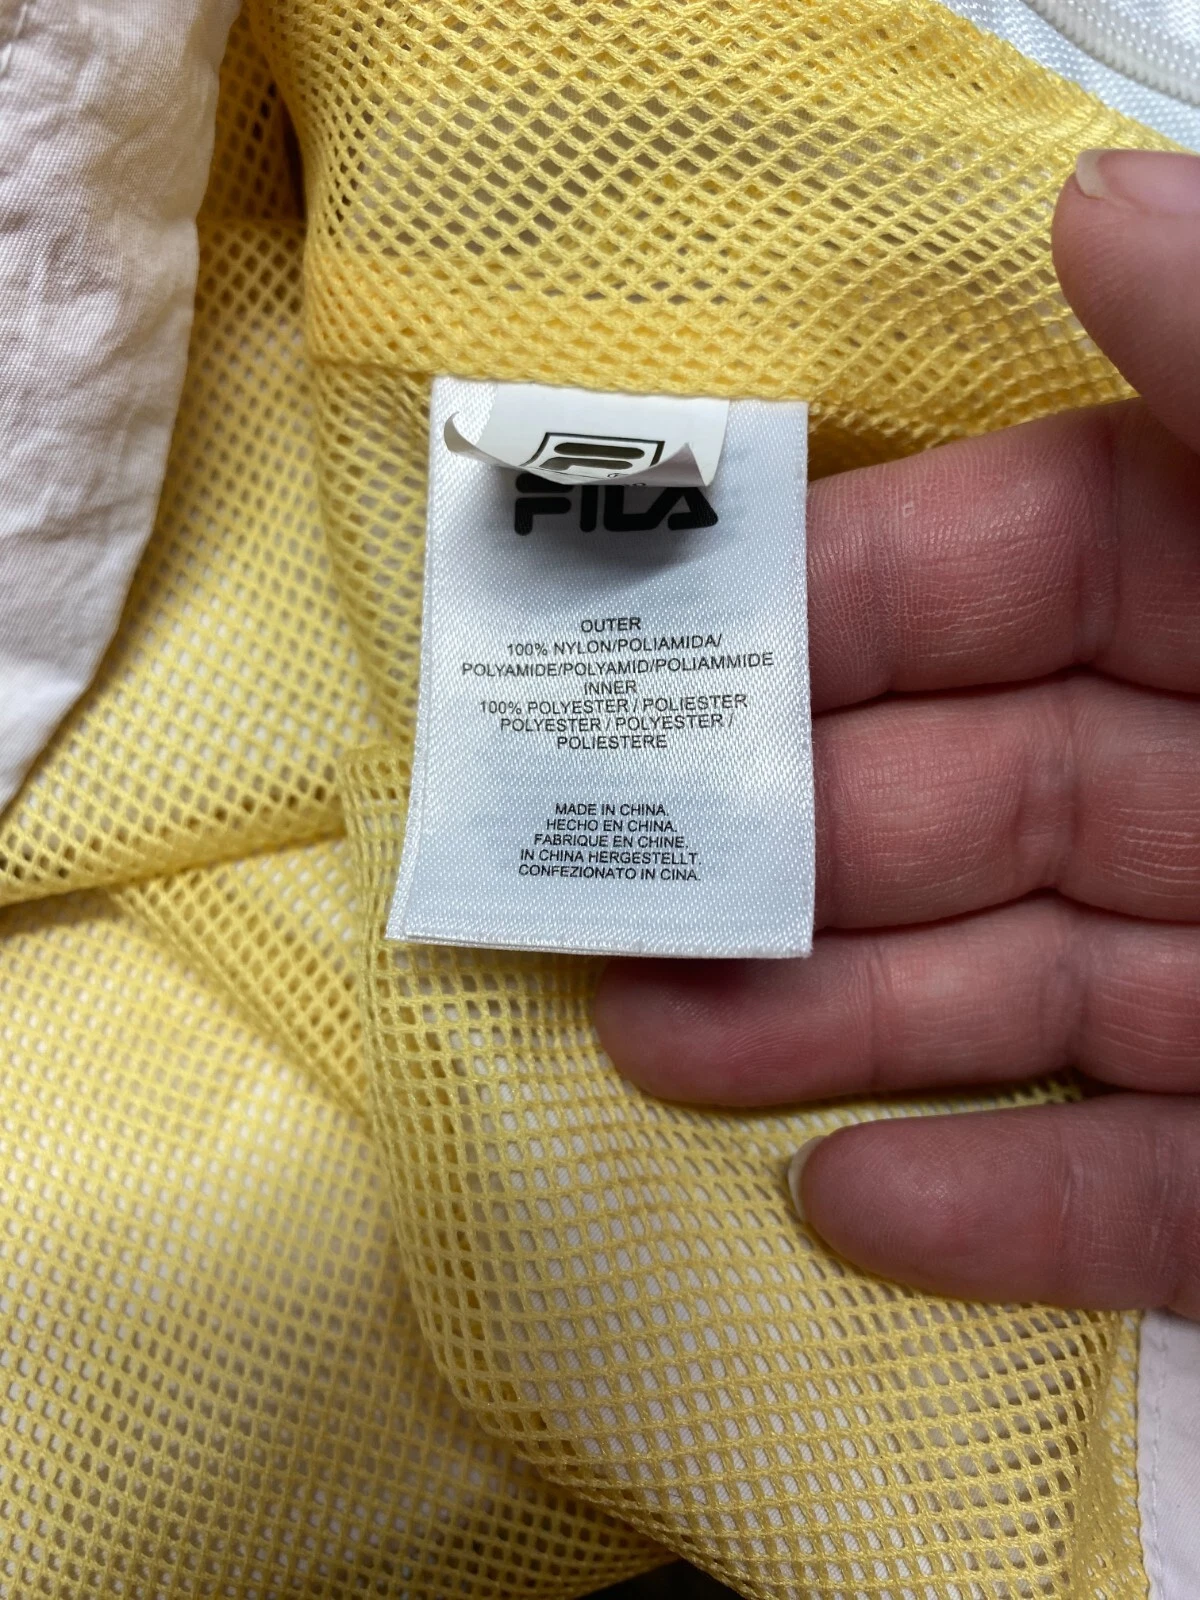 FILA
OUTER
100% NYLON/POLIAMIDA/
POLYAMIDE/POLYAMID/POLIAMMIDE
INNER
100% POLYESTER / POLIESTER
POLYESTER / POLYESTER /
POLIESTERE
MADE IN CHINA.
HECHO EN CHINA.
FABRIQUE EN CHINE.
IN CHINA HERGESTELLT.
CONFEZIONATO IN CINA.